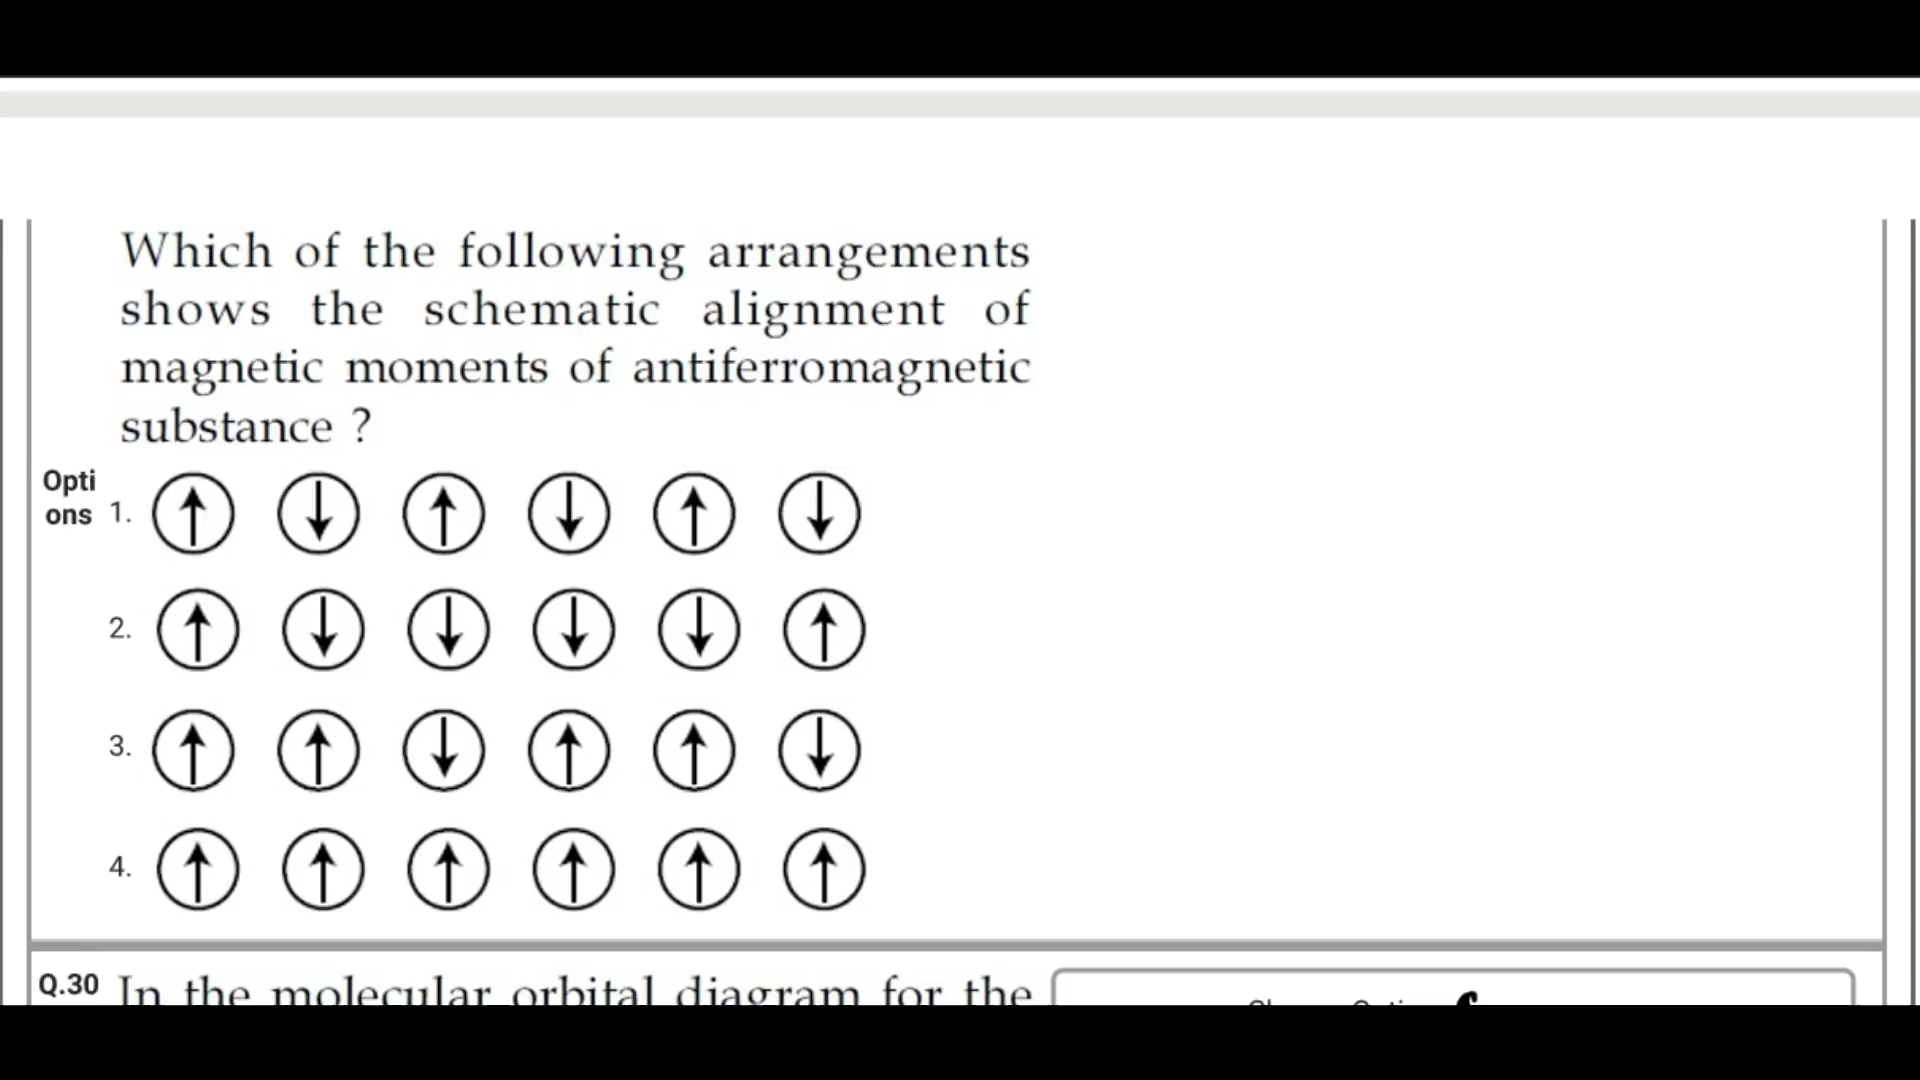 Which of the following arrangements
shows the schematic alignment of
magnetic moments of antiferromagnetic
substance ?
Opti
ons 1.
2.
3.
4.
Q.30 In the molecular orbital diagram for the